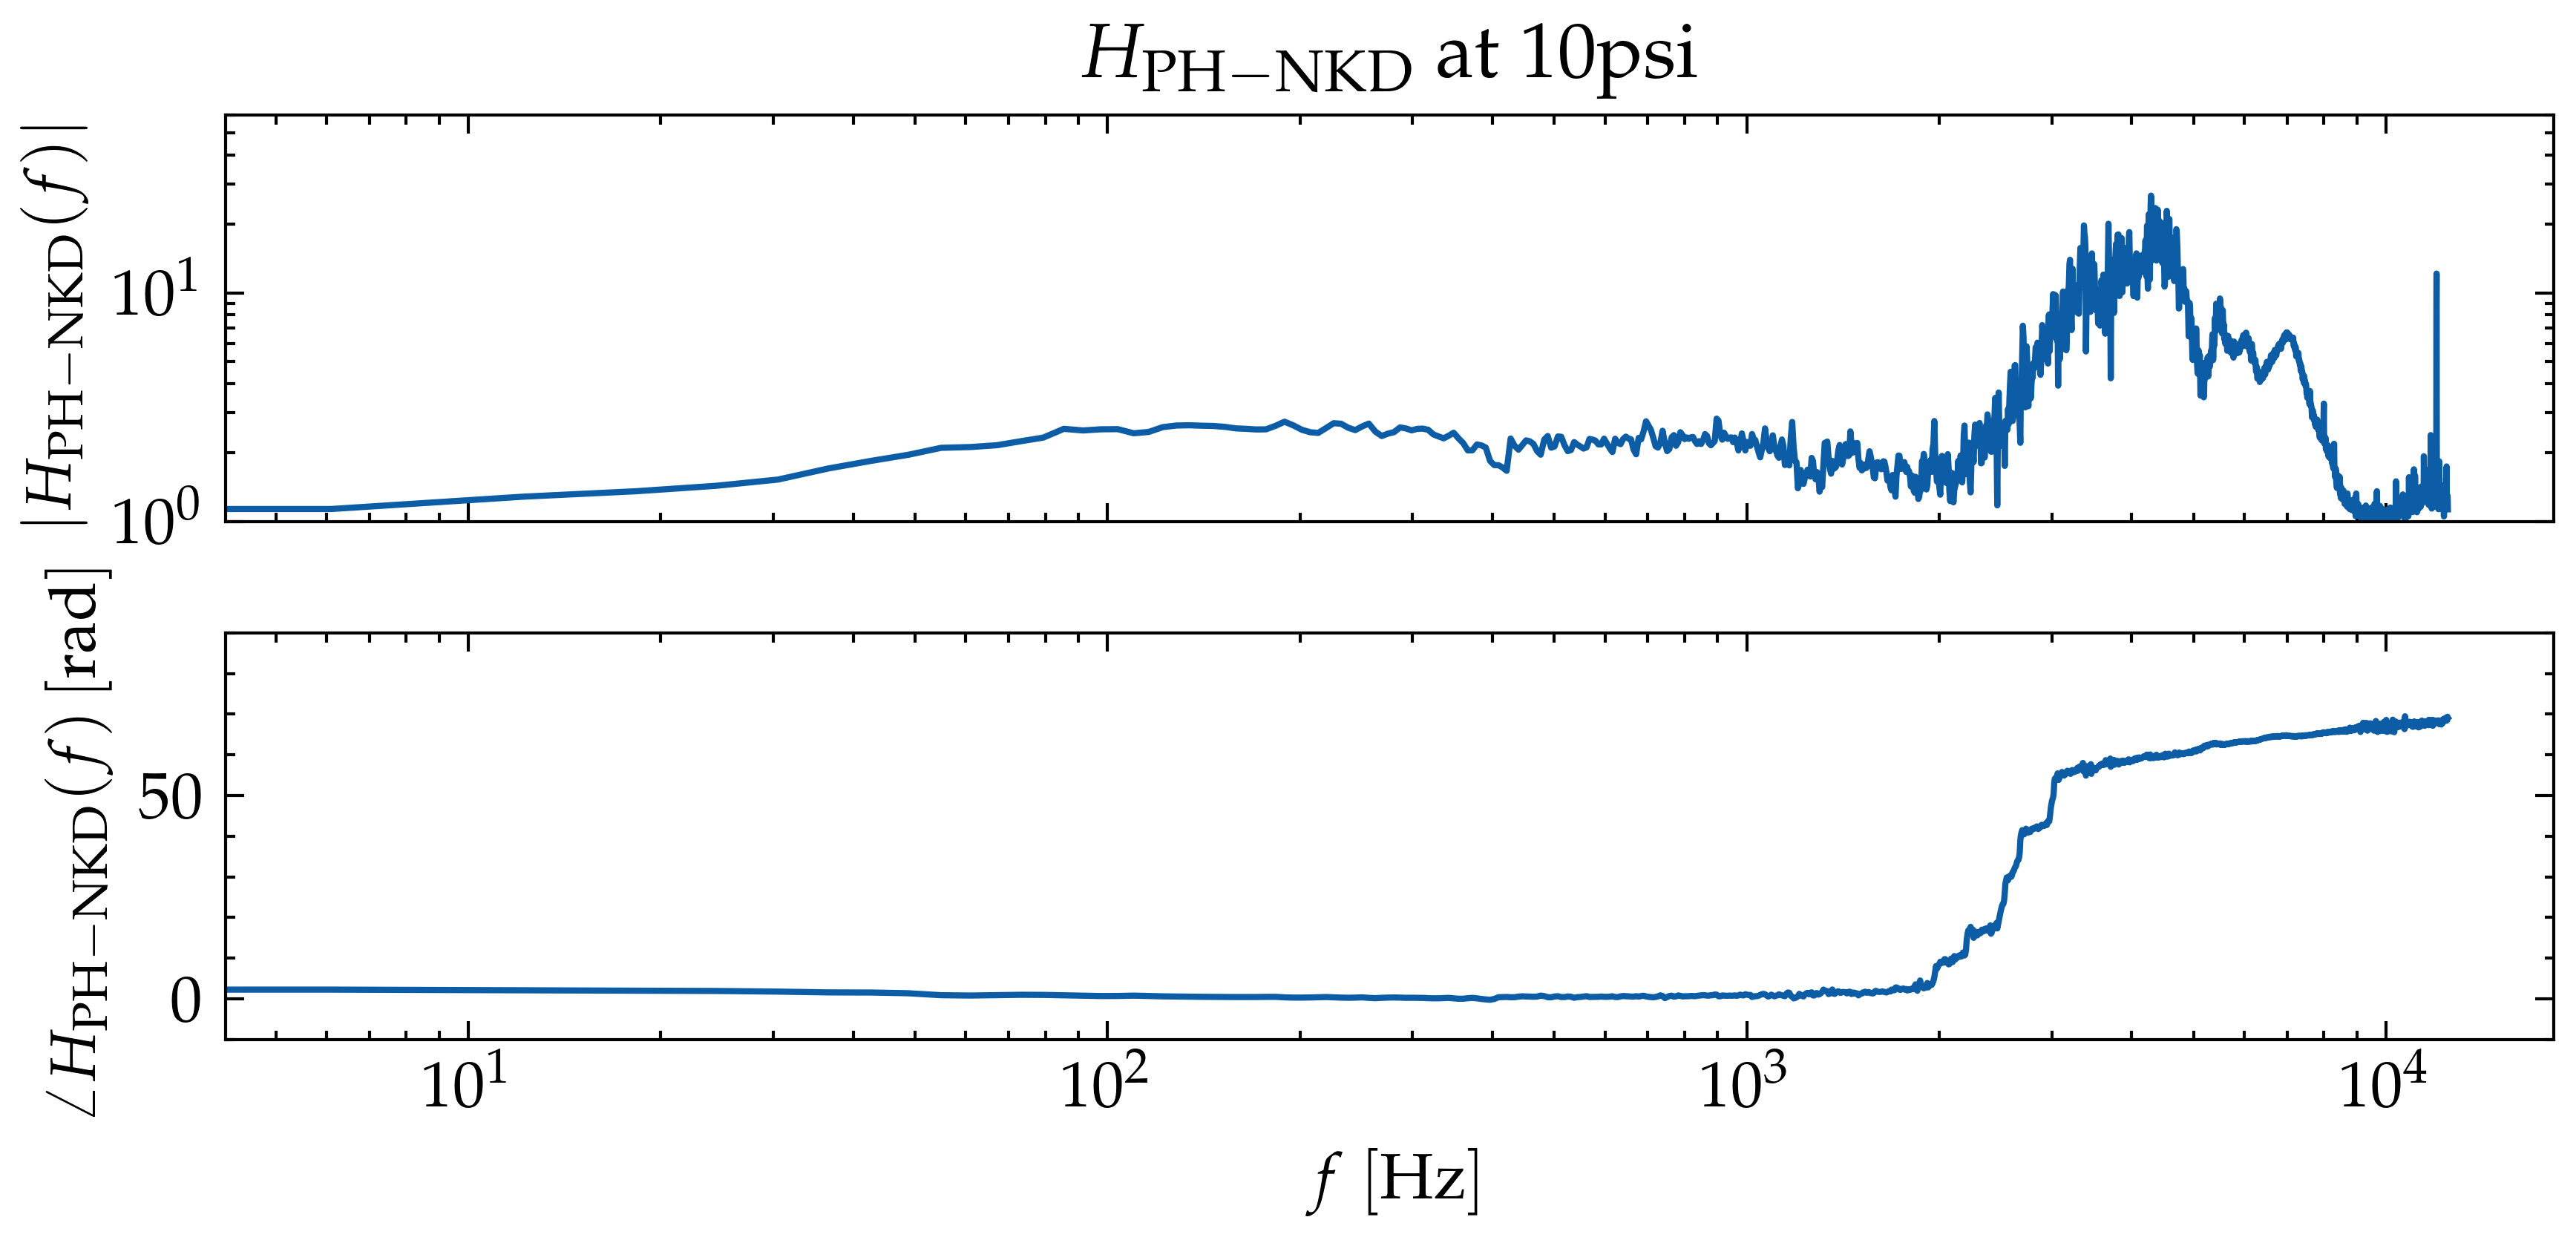 H_PH−NKD at 10psi
|H_PH−NKD(f)|
10^1
10^0
∠H_PH−NKD(f) [rad]
50
0
10^1 10^2 10^3 10^4
f [Hz]